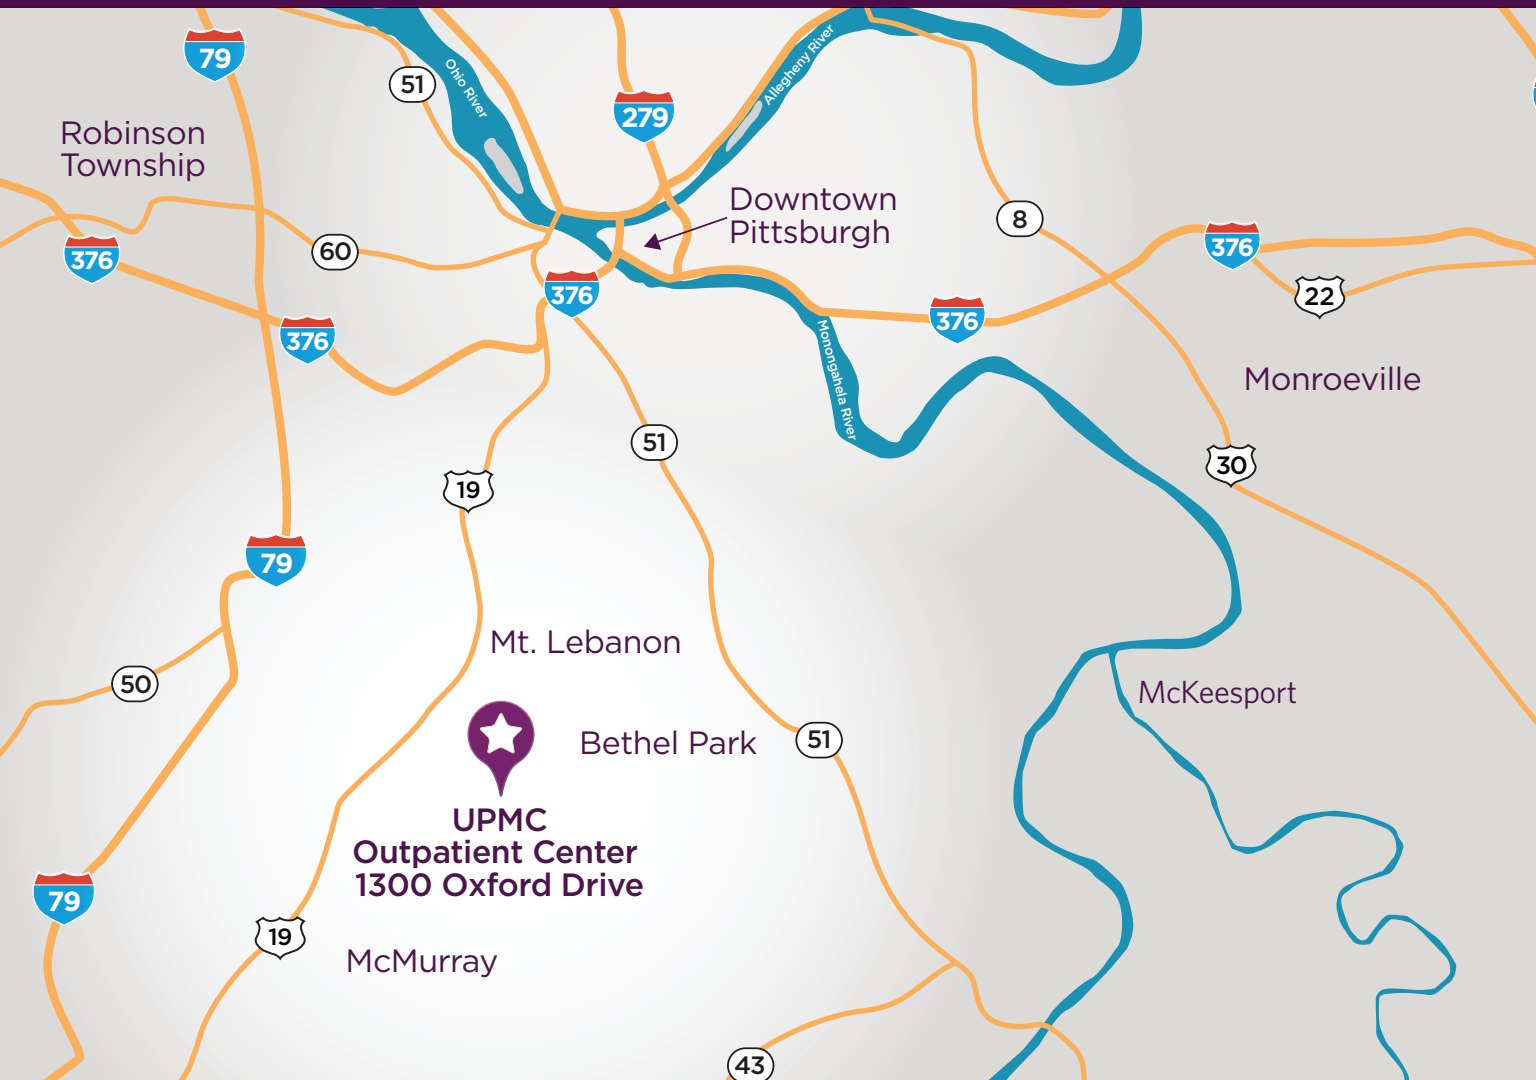 79
51
Ohio River
279
Allegheny River
Robinson
Township
Downtown
Pittsburgh
8
60
376
376
376
376
376
22
Monongahela River
Monroeville
51
30
19
79
Mt. Lebanon
50
McKeesport
Bethel Park
51
UPMC
Outpatient Center
1300 Oxford Drive
79
19
McMurray
43